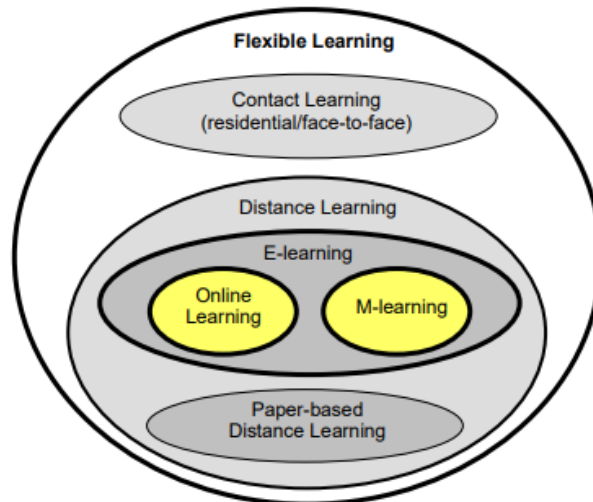 Flexible Learning
Contact Learning
(residential/face-to-face)
Distance Learning
E-learning
Online
Learning
M-learning
Paper-based
Distance Learning